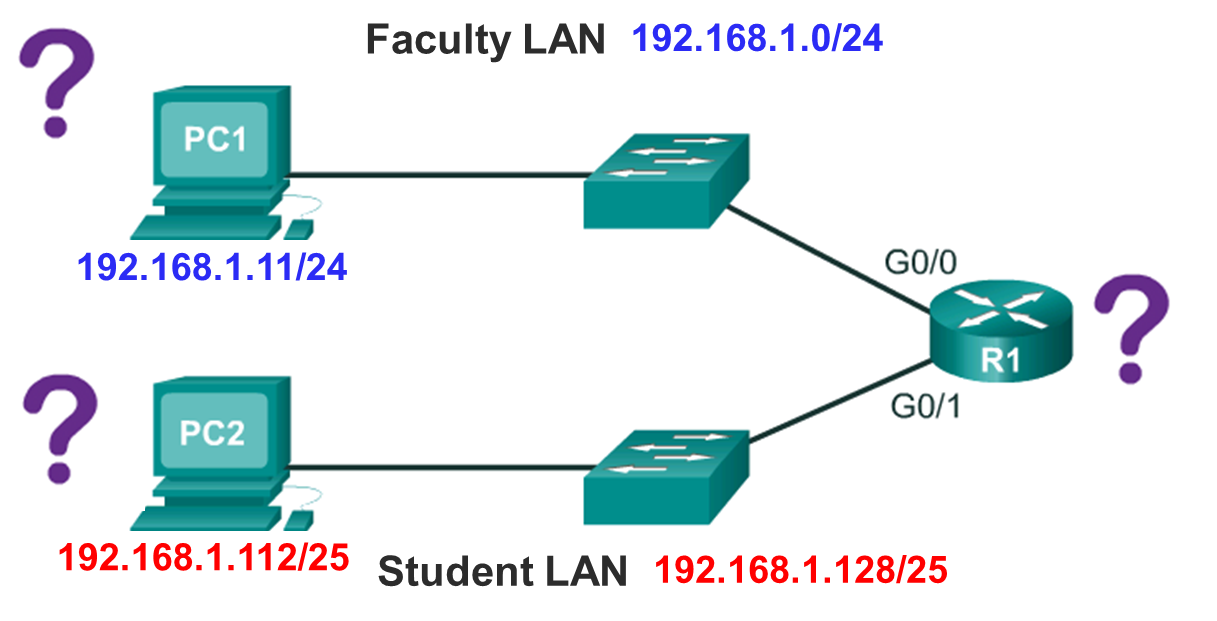 Faculty LAN 192.168.1.0/24
?
PC1
192.168.1.11/24
G0/0
R1
?
G0/1
?
PC2
192.168.1.112/25
Student LAN 192.168.1.128/25